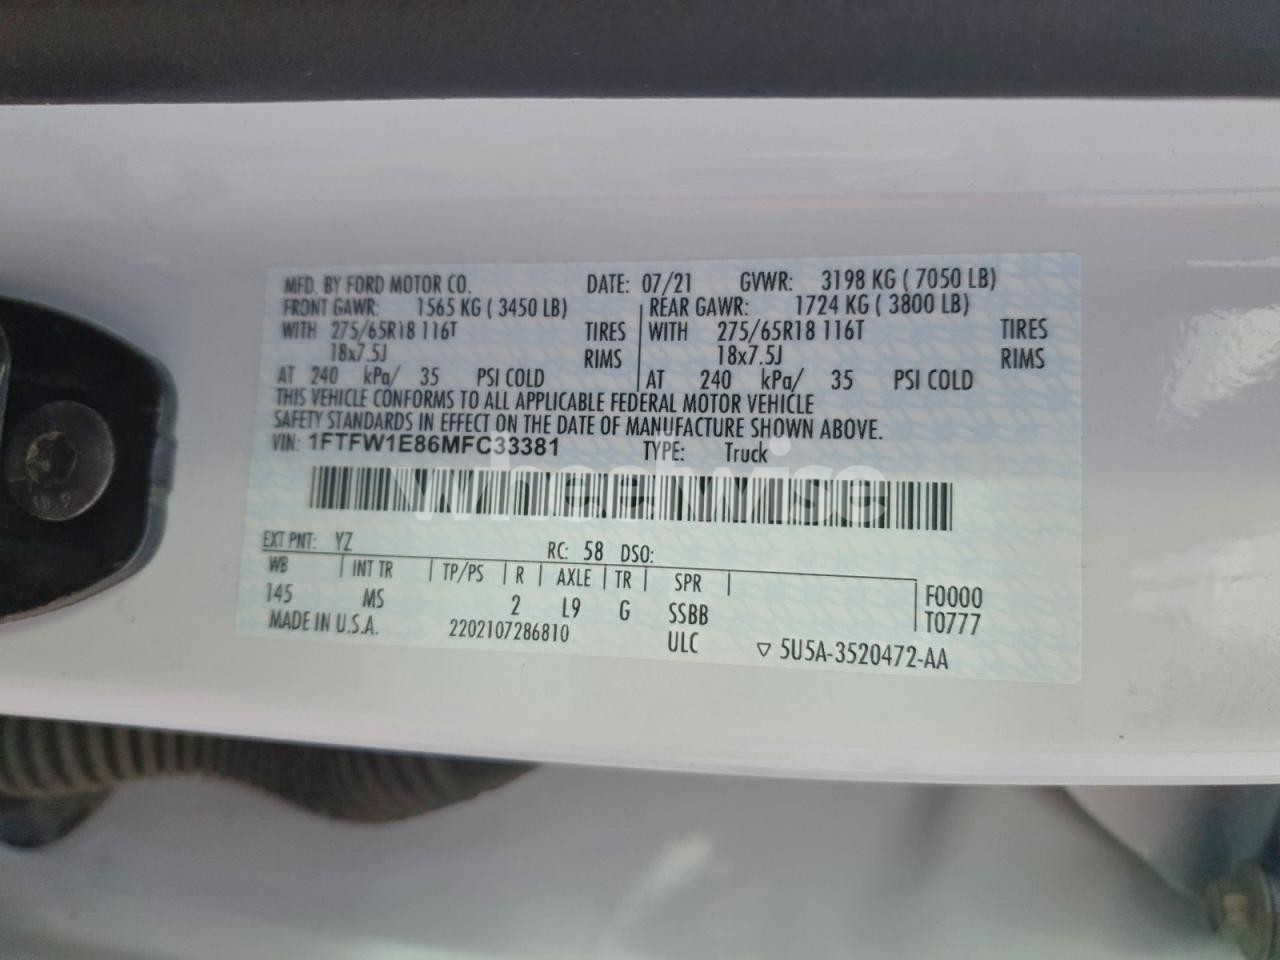 MFD. BY FORD MOTOR CO. DATE: 07/21 GVWR: 3198 KG ( 7050 LB)
FRONT GAWR: 1565 KG ( 3450 LB) REAR GAWR: 1724 KG ( 3800 LB)
WITH 275/65R18 116T TIRES WITH 275/65R18 116T TIRES
18x7.5J RIMS 18x7.5J RIMS
AT 240 kPa/ 35 PSI COLD AT 240 kPa/ 35 PSI COLD
THIS VEHICLE CONFORMS TO ALL APPLICABLE FEDERAL MOTOR VEHICLE
SAFETY STANDARDS IN EFFECT ON THE DATE OF MANUFACTURE SHOWN ABOVE.
VIN: 1FTFW1E86MFC33381 TYPE: Truck
wheelwise
EXT PNT: YZ RC: 58 DSO:
WB INT TR TP/PS R AXLE TR SPR F0000
145 MS 2 L9 G SSBB T0777
MADE IN U.S.A. 2202107286810 ULC ▽ 5U5A-3520472-AA
10.9